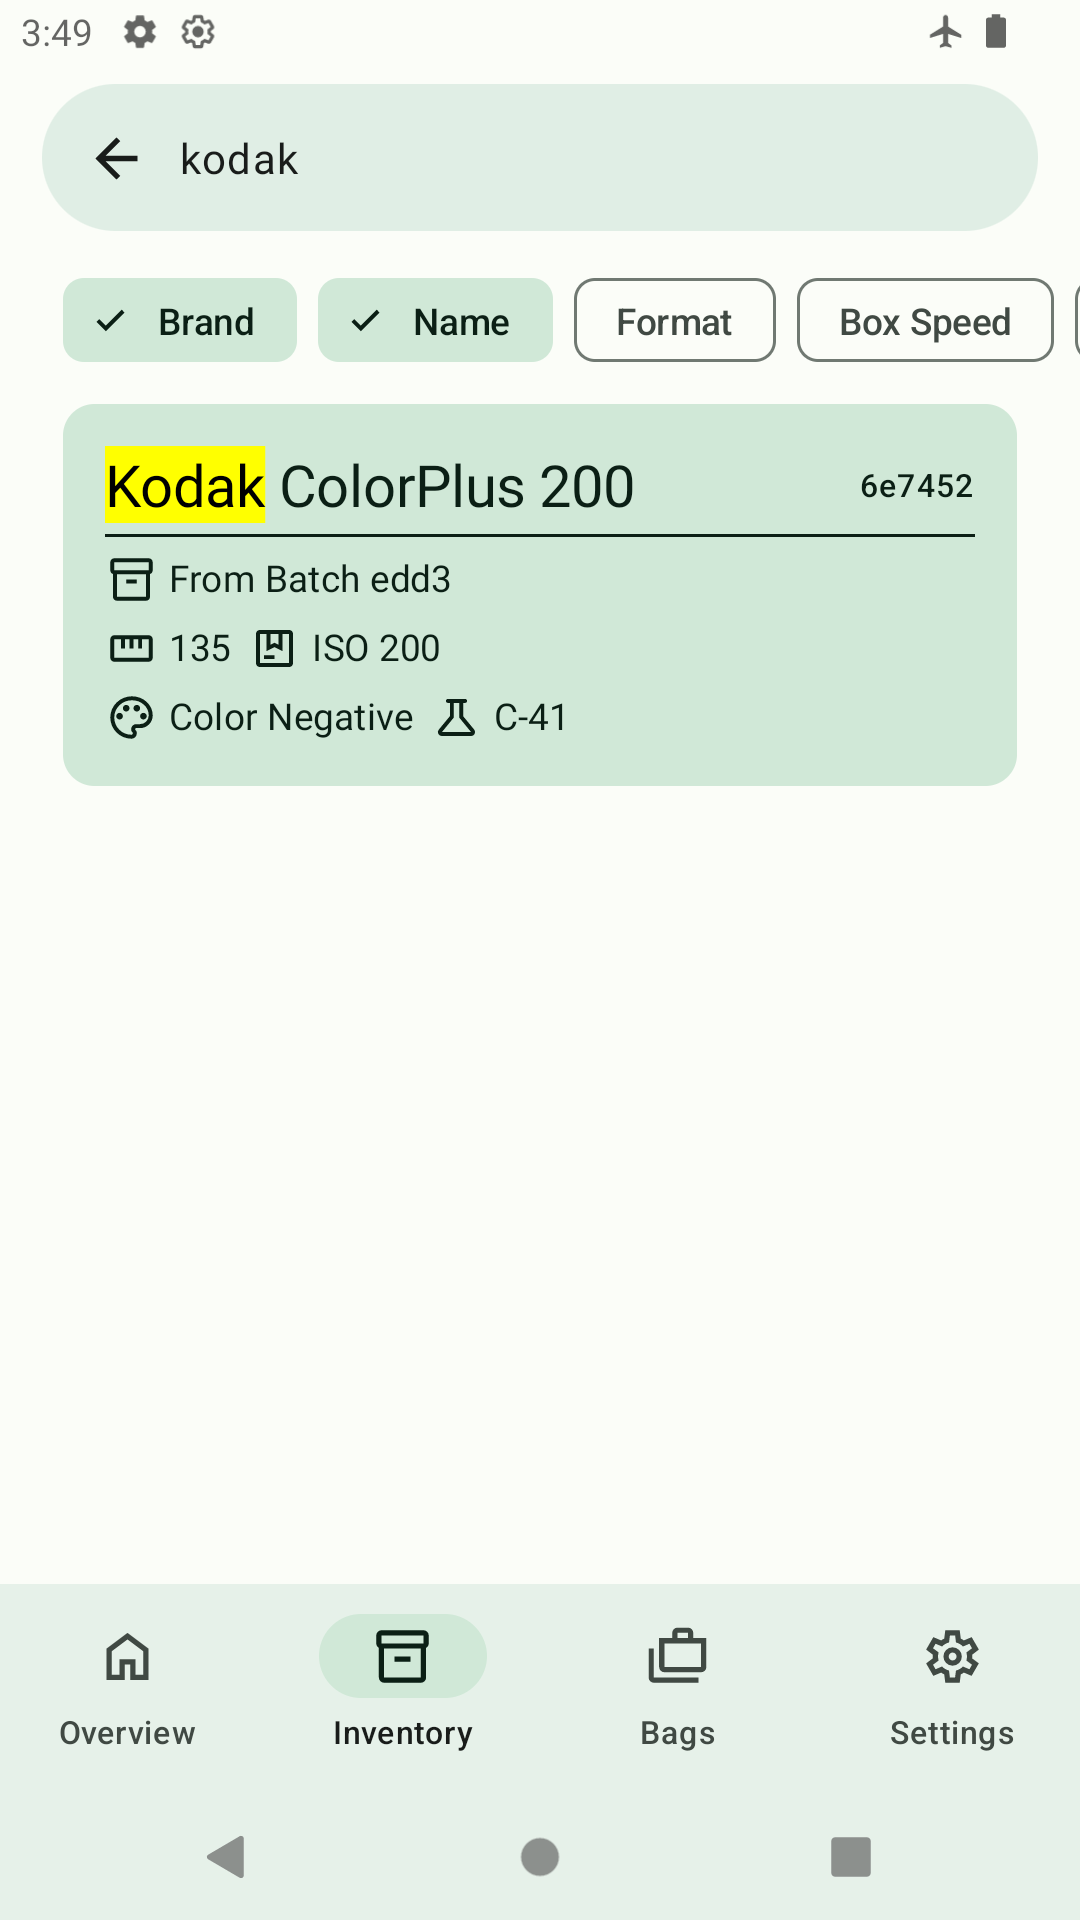 3:49
kodak
Brand
Name
Format
Box Speed
Kodak ColorPlus 200
6e7452
From Batch edd3
135
ISO 200
Color Negative
C-41
Overview
Inventory
Bags
Settings